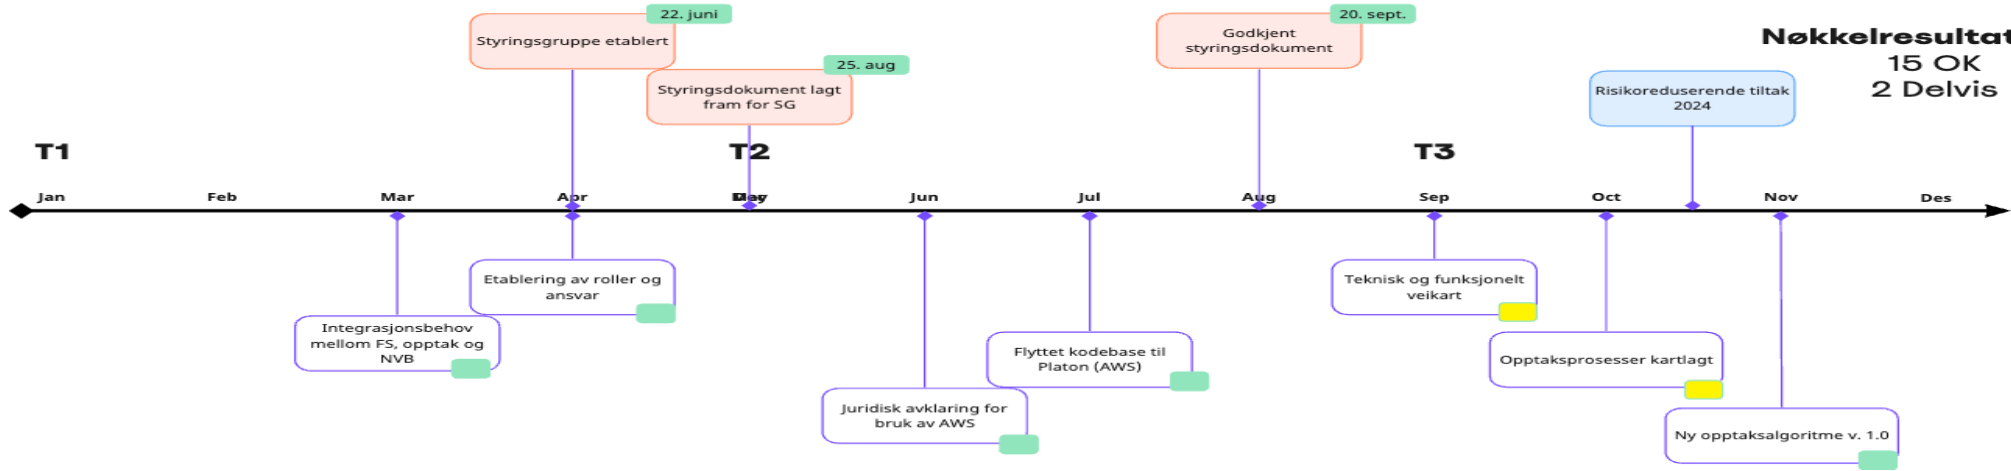 22. juni
Styringsgruppe etablert
25. aug
Styringsdokument lagt
fram for SG
20. sept.
Godkjent
styringsdokument
Nøkkelresultat
15 OK
2 Delvis
Risikoreduserende tiltak
2024
T1
T2
T3
Jan
Feb
Mar
Apr
Jun
Jul
Aug
Sep
Oct
Nov
Des
Etablering av roller og
ansvar
Integrasjonsbehov
mellom FS, opptak og
NVB
Teknisk og funksjonelt
veikart
Flyttet kodebase til
Platon (AWS)
Opptaksprosesser kartlagt
Juridisk avklaring for
bruk av AWS
Ny opptaksalgoritme v. 1.0